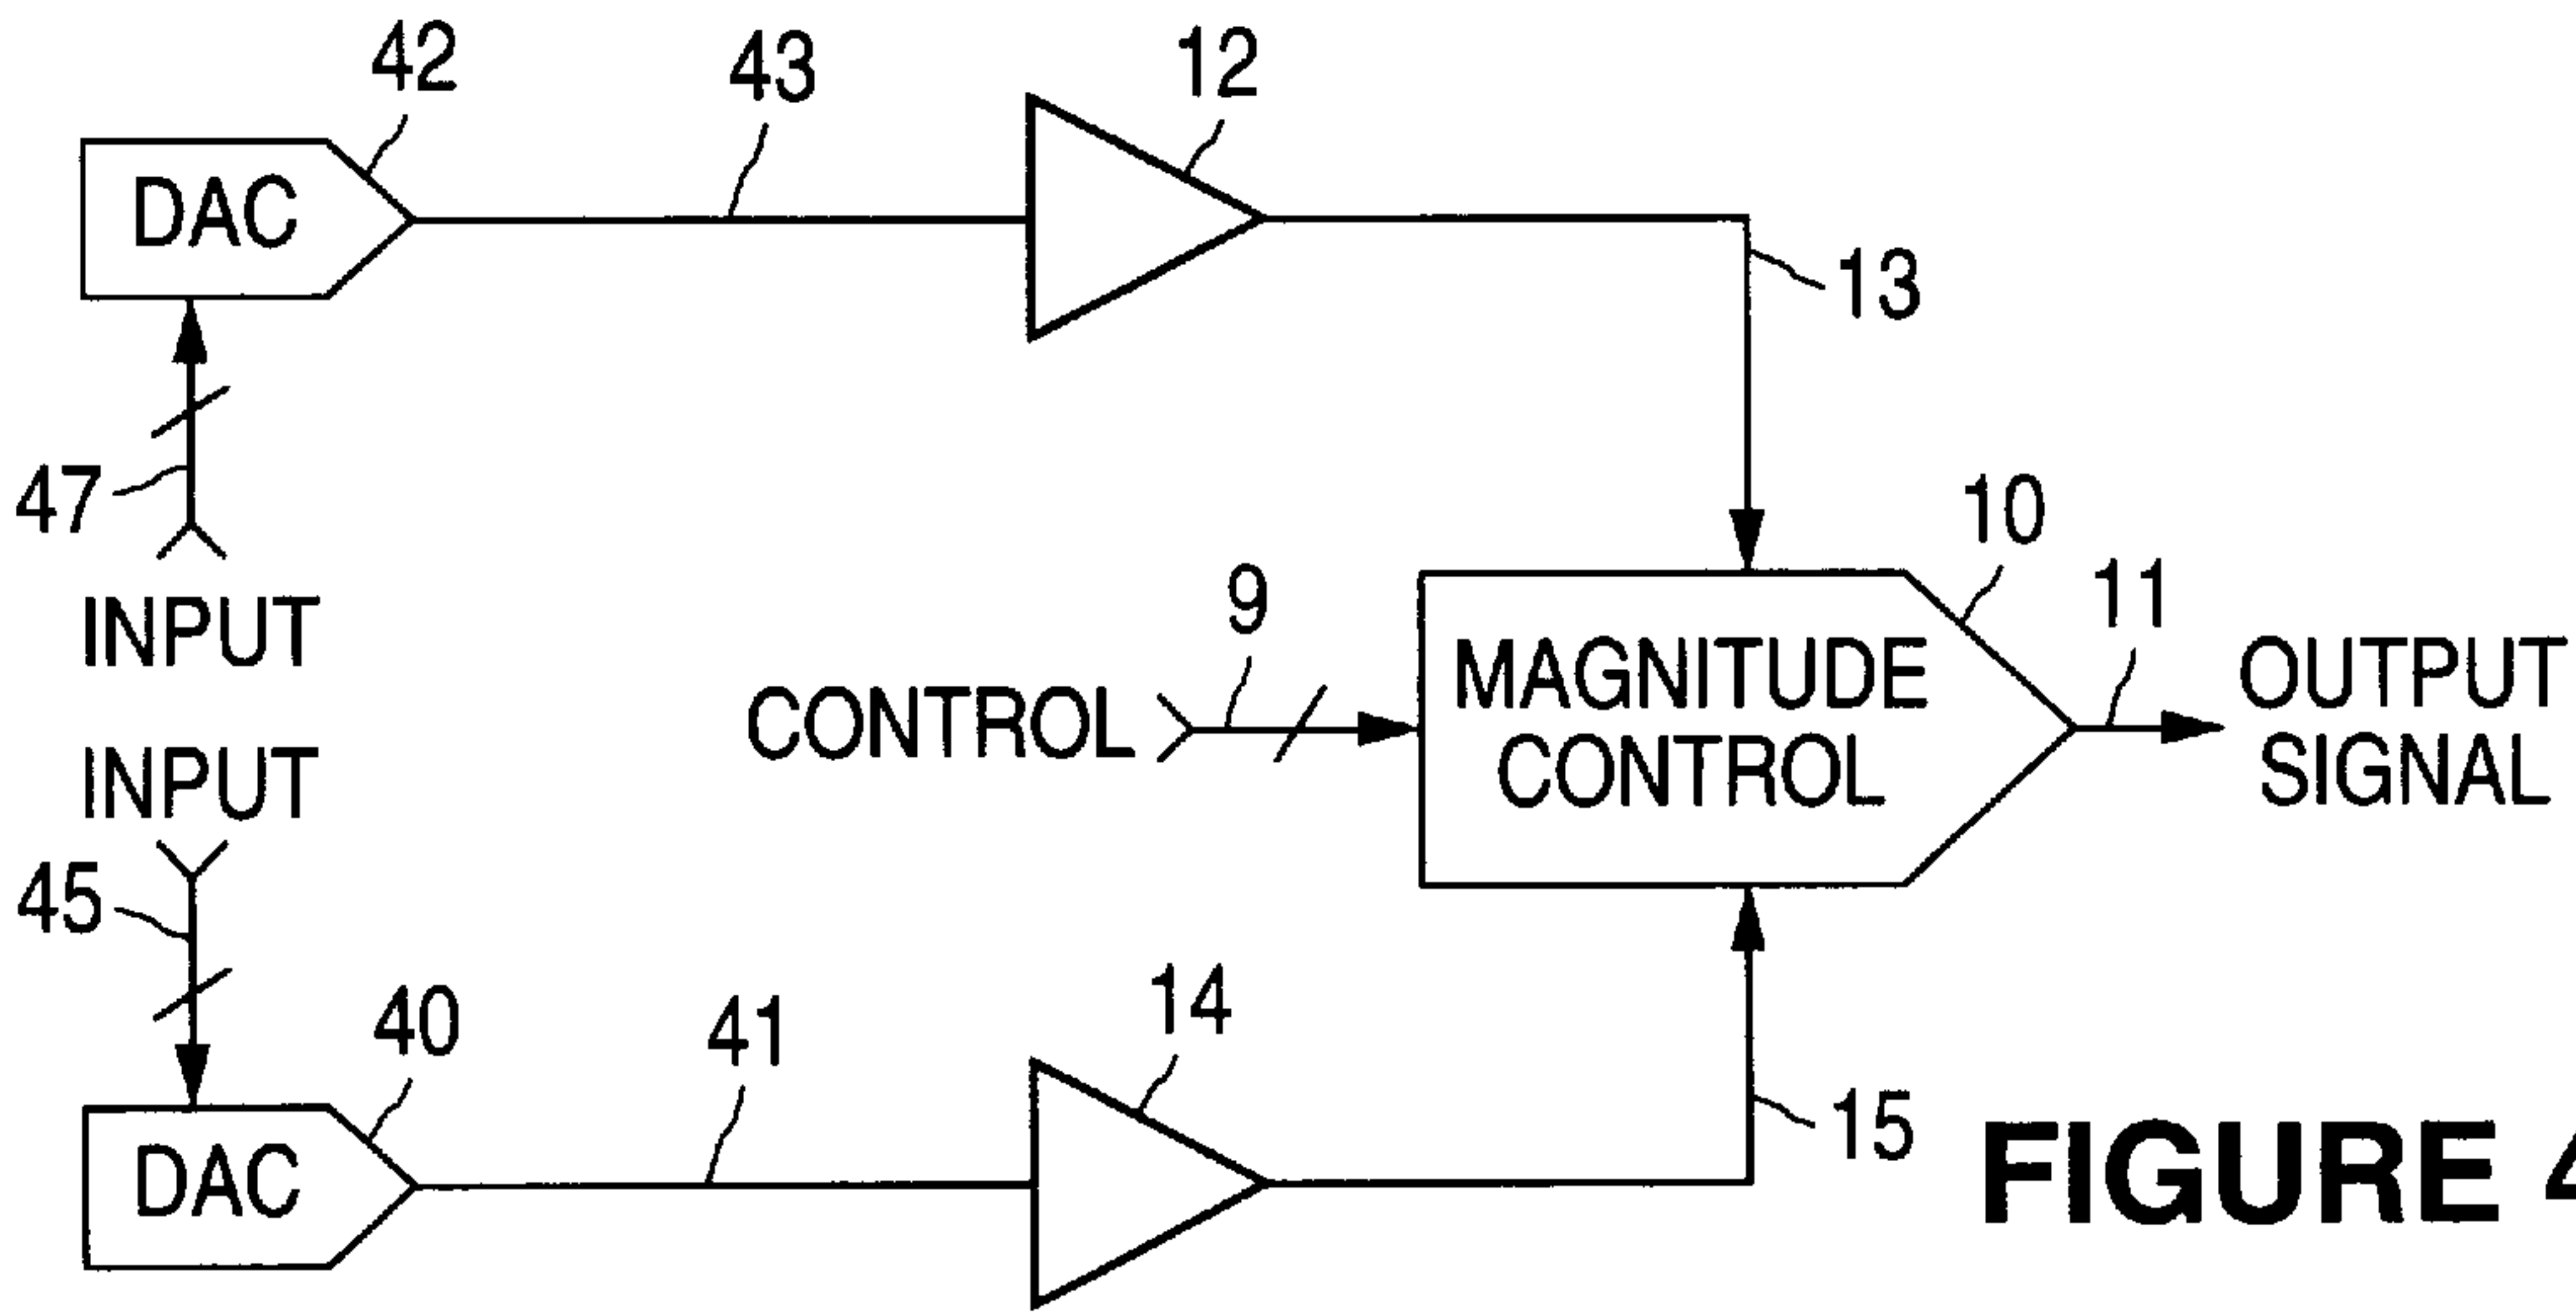 42
43
12
DAC
13
47
INPUT
10
9
11
MAGNITUDE
CONTROL
CONTROL
OUTPUT
SIGNAL
INPUT
45
40
41
14
DAC
15
FIGURE 4